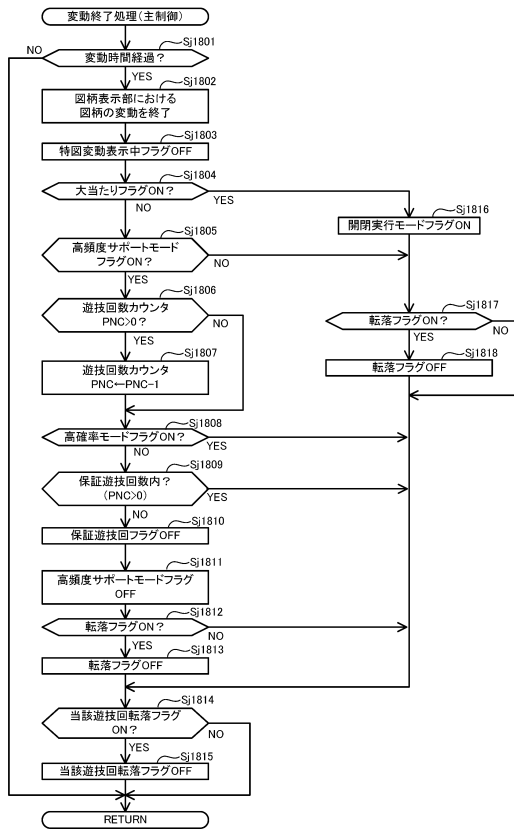 変動終了処理(主制御)
Sj1801
NO
変動時間経過？
YES
Sj1802
図柄表示部における
図柄の変動を終了
Sj1803
特図変動表示中フラグOFF
Sj1804
大当たりフラグON？
YES
NO
Sj1816
開閉実行モードフラグON
Sj1805
高頻度サポートモード
フラグON？
NO
YES
Sj1806
遊技回数カウンタ
PNC>0？
NO
YES
Sj1817
転落フラグON？
NO
YES
Sj1807
遊技回数カウンタ
PNC←PNC-1
Sj1818
転落フラグOFF
Sj1808
高確率モードフラグON？
YES
NO
Sj1809
保証遊技回数内？
(PNC>0)
YES
NO
Sj1810
保証遊技回フラグOFF
Sj1811
高頻度サポートモードフラグ
OFF
Sj1812
転落フラグON？
NO
YES
Sj1813
転落フラグOFF
Sj1814
当該遊技回転落フラグ
ON？
NO
YES
Sj1815
当該遊技回転落フラグOFF
RETURN